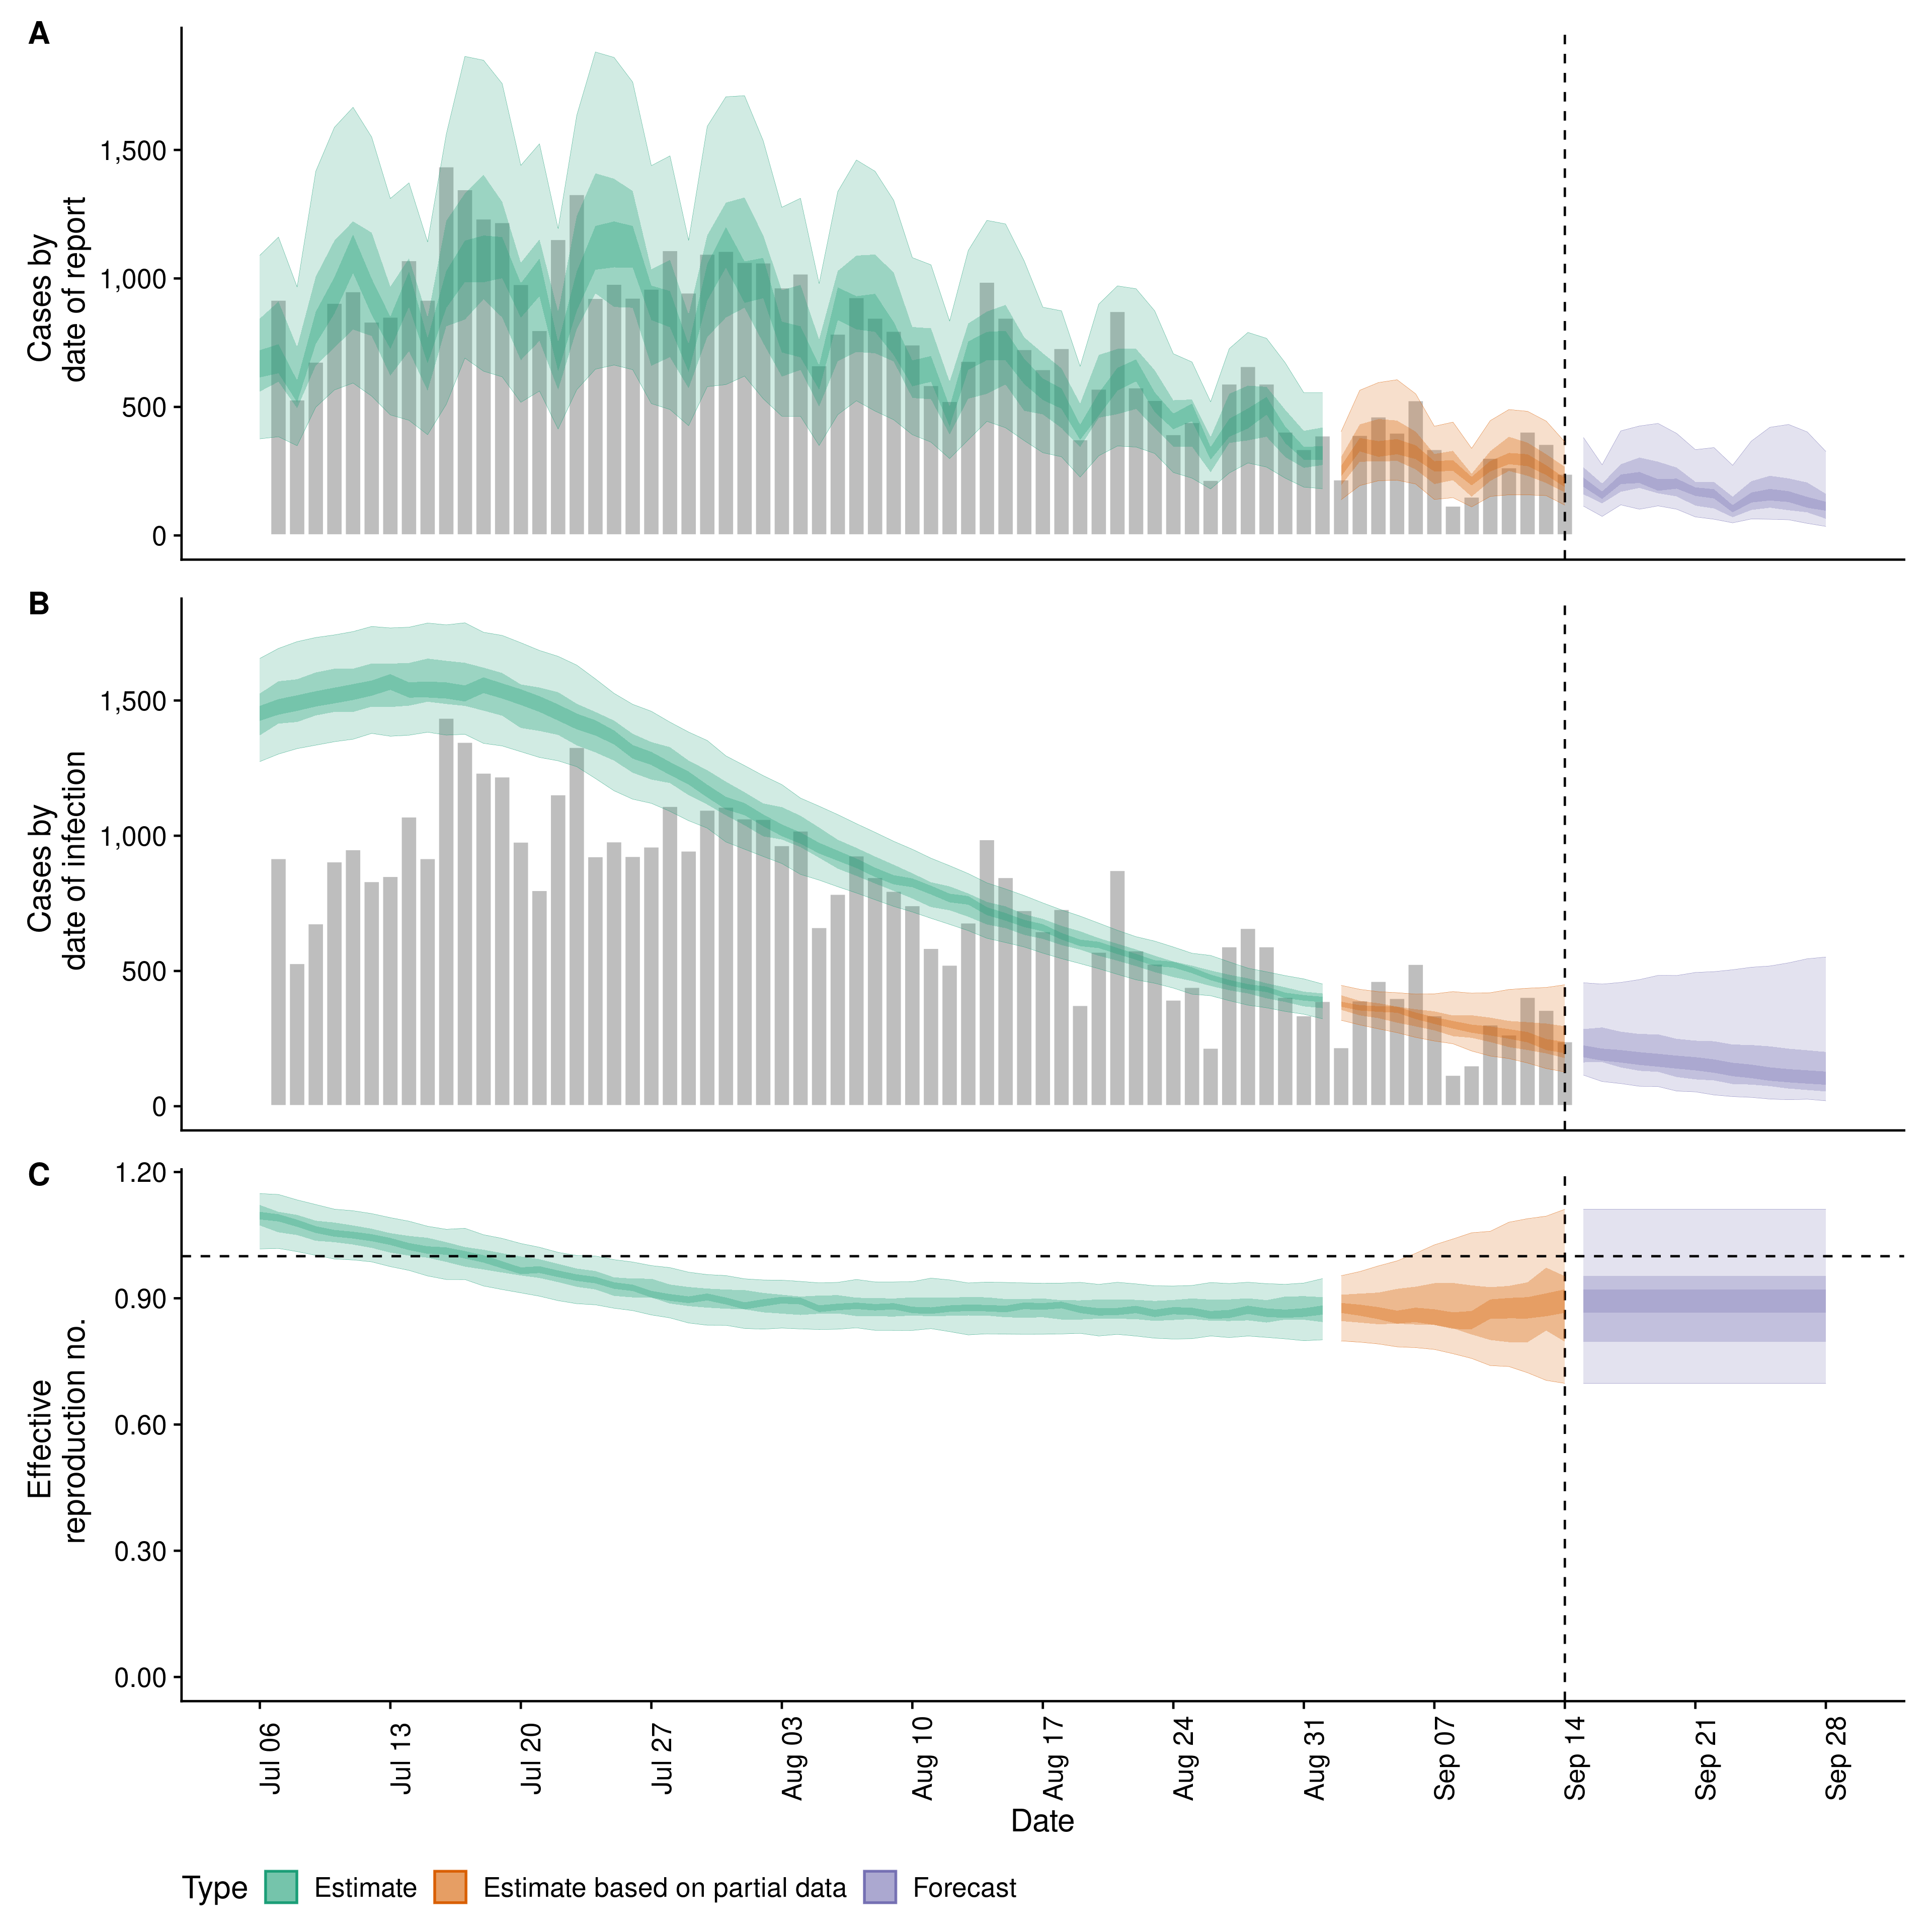 A
Cases by
date of report
1,500
1,000
500
0
B
Cases by
date of infection
1,500
1,000
500
0
C
Effective
reproduction no.
1.20
0.90
0.60
0.30
0.00
Jul 06
Jul 13
Jul 20
Jul 27
Aug 03
Aug 10
Aug 17
Aug 24
Aug 31
Sep 07
Sep 14
Sep 21
Sep 28
Date
Type Estimate Estimate based on partial data Forecast